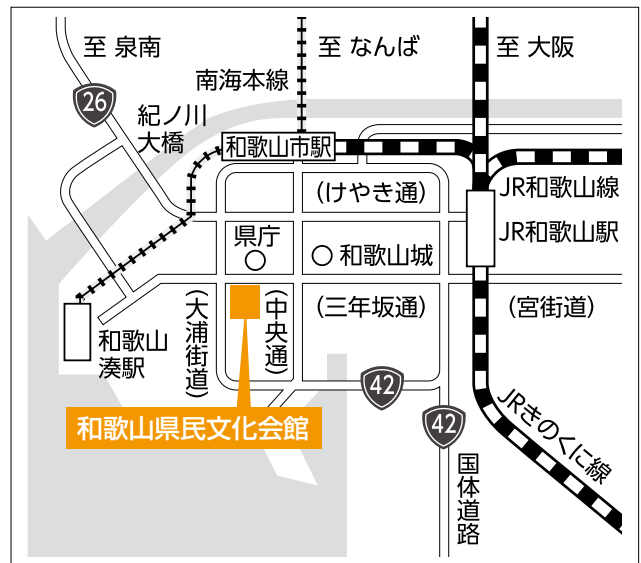 至 泉南
至 なんば
至 大阪
南海本線
26
紀ノ川
大橋
和歌山市駅
(けやき通)
JR和歌山線
JR和歌山駅
県庁
和歌山城
(大浦街道)
(中央通)
(三年坂通)
(宮街道)
和歌山
湊駅
42
和歌山県民文化会館
42
JRきのくに線
国体道路